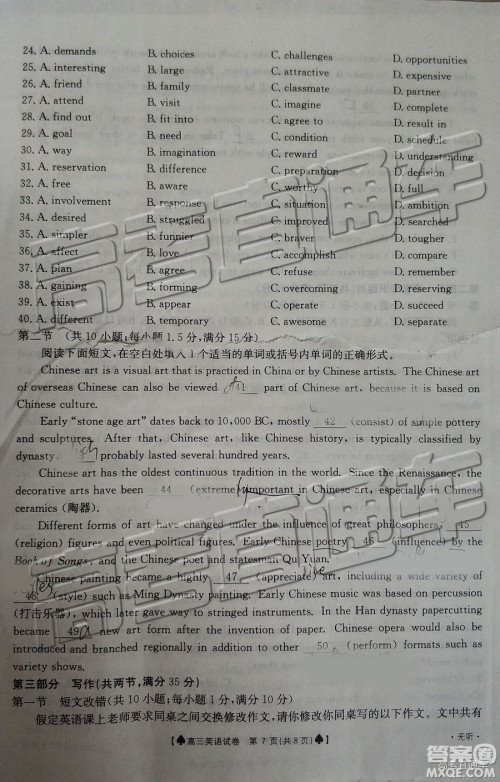 24. A. demands B. choices C. challenges D. opportunities
25. A. interesting B. large C. attractive D. expensive
26. A. friend B. family C. classmate D. partner
27. A. attend B. visit C. imagine D. complete
28. A. find out B. fit into C. agree to D. result in
29. A. goal B. need C. something D. schedule
30. A. way B. imagination C. reward D. understanding
31. A. reservation B. difference C. preparation D. decision
32. A. free B. aware C. careful D. full
33. A. involvement B. response C. situation D. ambition
34. A. desired B. struggled C. improved D. searched
35. A. simpler B. funnier C. braver D. tougher
36. A. affect B. love C. support D. compare
37. A. plan B. agree C. refuse D. remember
38. A. gaining B. forming C. overcoming D. losing
39. A. exist B. appear D. develop
40. A. different B. temporary C. awesome D. similar
第二节 (共10小题;每小题1.5分,满分15分)
阅读下面短文,在空白处填入1个适当的单词或括号内单词的正确形式。
Chinese art is a visual art that is practiced in China or by Chinese artists. The Chinese art
of overseas Chinese can also be viewed 41 part of Chinese art, because it is based on
Chinese culture.
Early “stone age art” dates back to 10,000 BC, mostly 42 (consist) of simple pottery
and sculptures. After that, Chinese art, like Chinese history, is typically classified by
dynasty probably lasted several hundred years.
Chinese art has the oldest continuous tradition in the world. Since the Renaissance, the
decorative arts have been 44 (extreme) important in Chinese art, especially in Chinese
ceramics (陶器).
Different forms of art have changed under the influence of great philosophers, 45
(religion) figures and even political figures. Early Chinese poetry 46 (influence) by the
Book of Songs, and the Chinese poet and statesman Qu Yuan.
Chinese painting became a highly 47 (appreciate) art, including a wide variety of
48 (style) such as Ming Dynasty painting. Early Chinese music was based on percussion
(打击乐器), which later gave way to stringed instruments. In the Han dynasty papercutting
became 49 new art form after the invention of paper. Chinese opera would also be
introduced and branched regionally in addition to other 50 (perform) formats such as
variety shows.
第三部分 写作(共两节,满分35分)
第一节 短文改错(共10小题;每小题1分,满分10分)
假定英语课上老师要求同桌之间交换修改作文,请你修改你同桌写的以下作文。文中共有
【♠高三英语试卷 第7页(共8页)♠】 ·无听·
高考直通车
高考直通车
答案圈